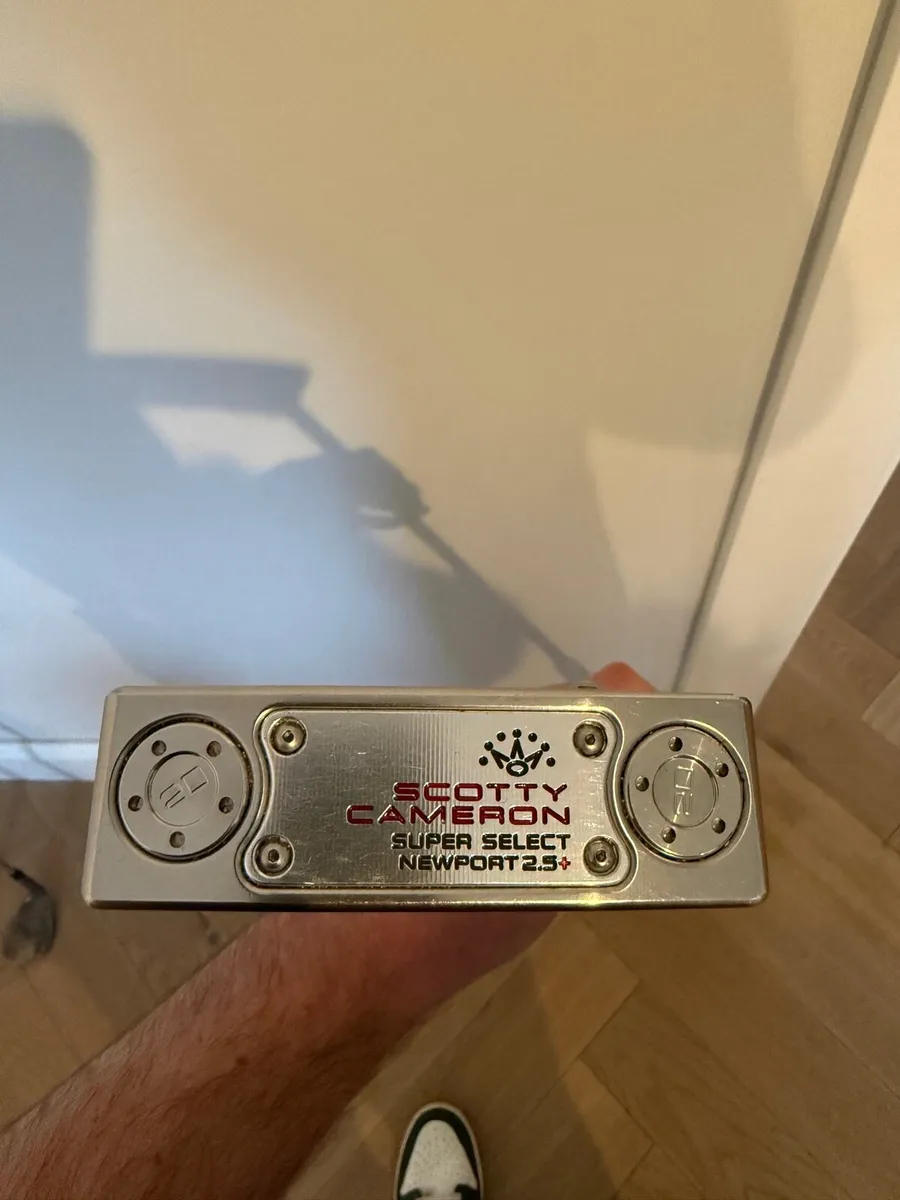 SCOTTY
CAMERON
SUPER SELECT
NEWPORT 2.5+